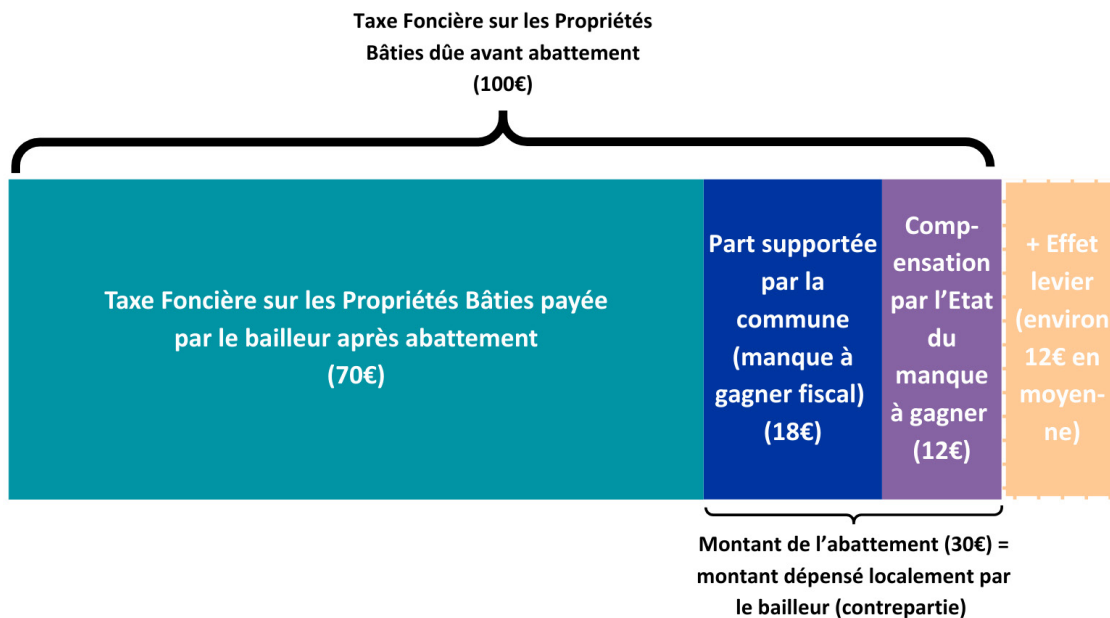 Taxe Foncière sur les Propriétés
Bâties dûe avant abattement
(100€)
Taxe Foncière sur les Propriétés Bâties payée
par le bailleur après abattement
(70€)
Part supportée
par la
commune
(manque à
gagner fiscal)
(18€)
Comp-
ensation
par l’Etat
du
manque
à gagner
(12€)
+ Effet
levier
(environ
12€ en
moyen-
ne)
Montant de l’abattement (30€) =
montant dépensé localement par
le bailleur (contrepartie)